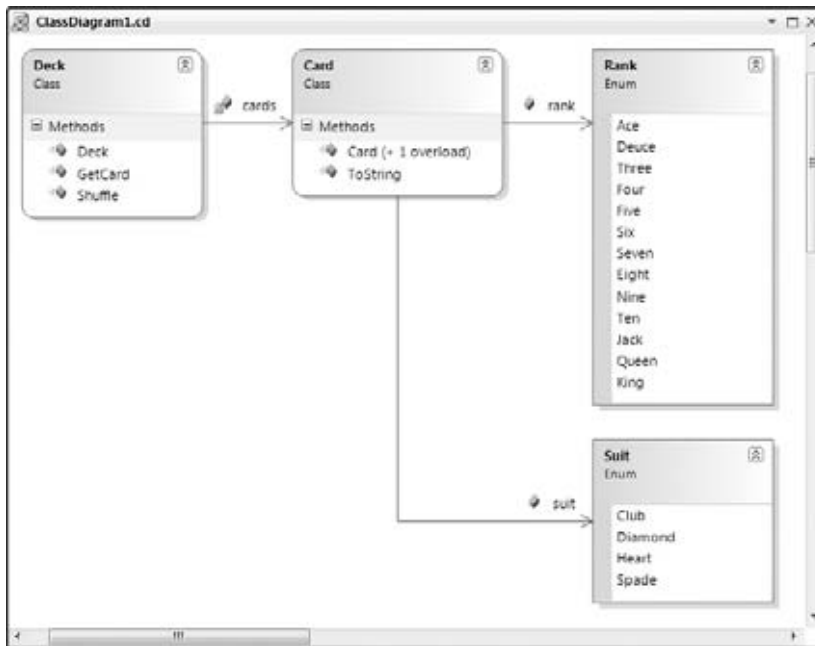 ClassDiagram1.cd
Deck
Class
Methods
Deck
GetCard
Shuffle
cards
Card
Class
Methods
Card (+ 1 overload)
ToString
rank
Rank
Enum
Ace
Deuce
Three
Four
Five
Six
Seven
Eight
Nine
Ten
Jack
Queen
King
suit
Suit
Enum
Club
Diamond
Heart
Spade